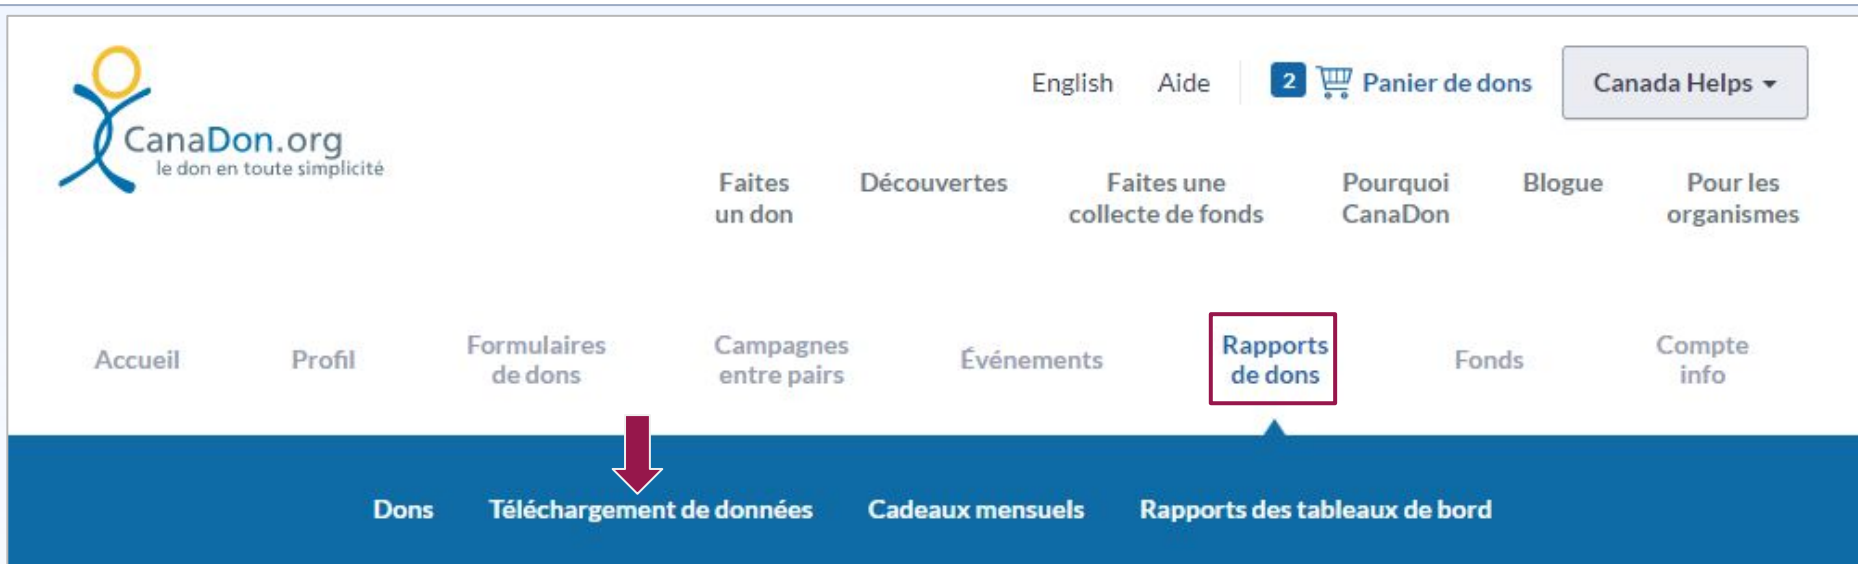 English Aide 2 Panier de dons Canada Helps
CanaDon.org
le don en toute simplicité
Faites
un don
Découvertes
Faites une
collecte de fonds
Pourquoi
CanaDon
Blogue
Pour les
organismes
Accueil
Profil
Formulaires
de dons
Campagnes
entre pairs
Événements
Rapports
de dons
Fonds
Compte
info
Dons Téléchargement de données Cadeaux mensuels Rapports des tableaux de bord